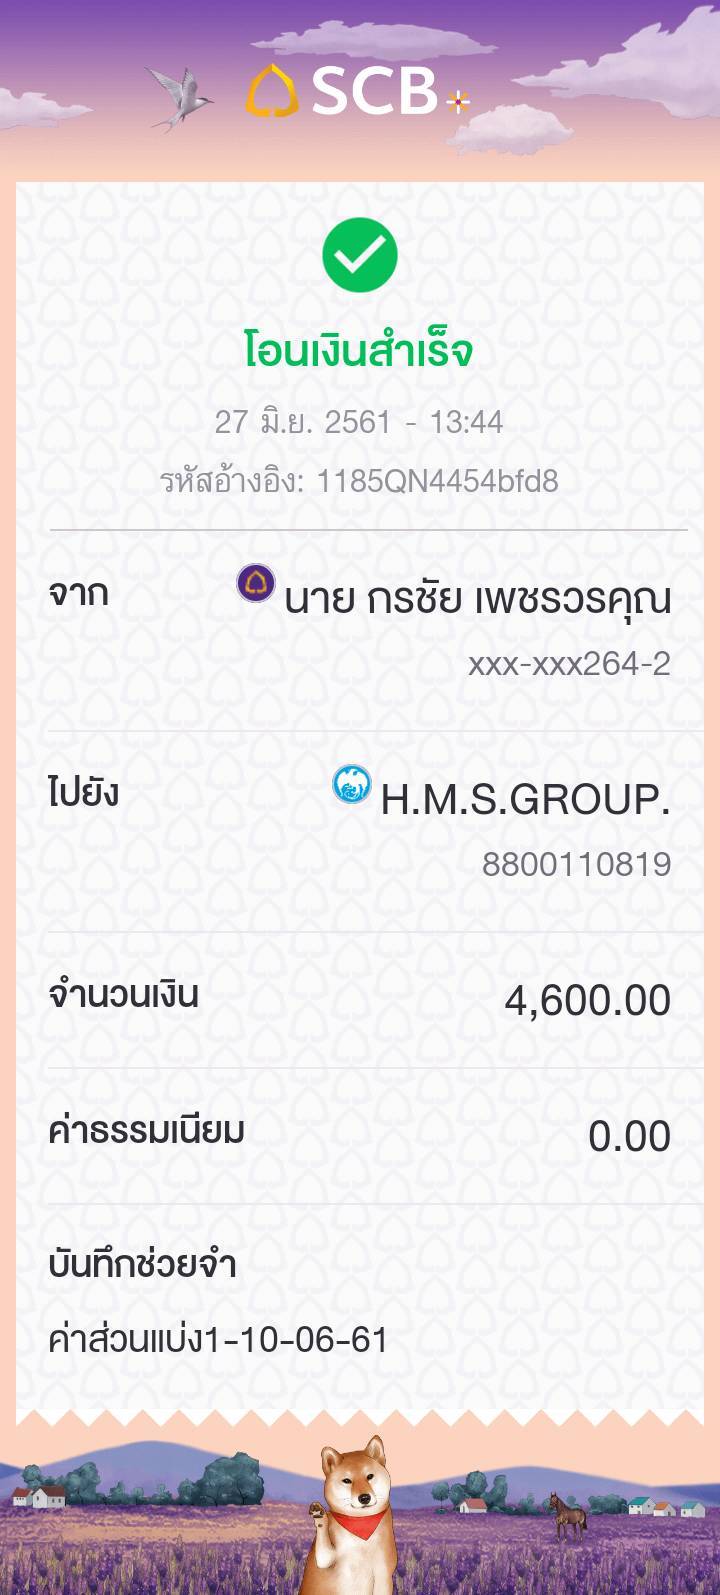 SCB
โอนเงินสำเร็จ
27 มิ.ย. 2561 - 13:44
รหัสอ้างอิง: 1185QN4454bfd8
จาก นาย กรชัย เพชรวรคุณ
xxx-xxx264-2
ไปยัง H.M.S.GROUP.
8800110819
จำนวนเงิน 4,600.00
ค่าธรรมเนียม 0.00
บันทึกช่วยจำ
ค่าส่วนแบ่ง1-10-06-61